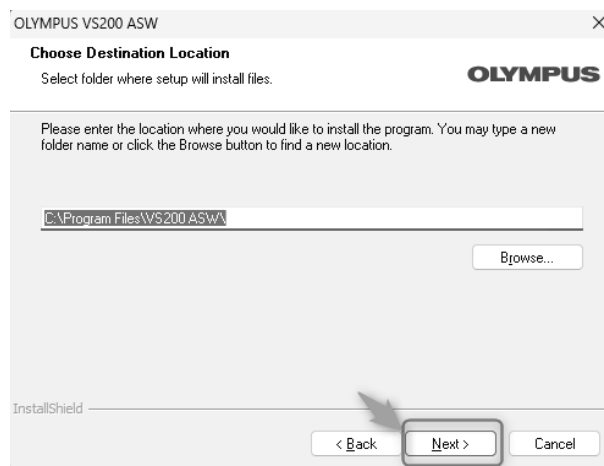 OLYMPUS VS200 ASW
Choose Destination Location
Select folder where setup will install files.
OLYMPUS
Please enter the location where you would like to install the program. You may type a new
folder name or click the Browse button to find a new location.
C:\Program Files\VS200 ASW\
Browse...
InstallShield
< Back
Next >
Cancel